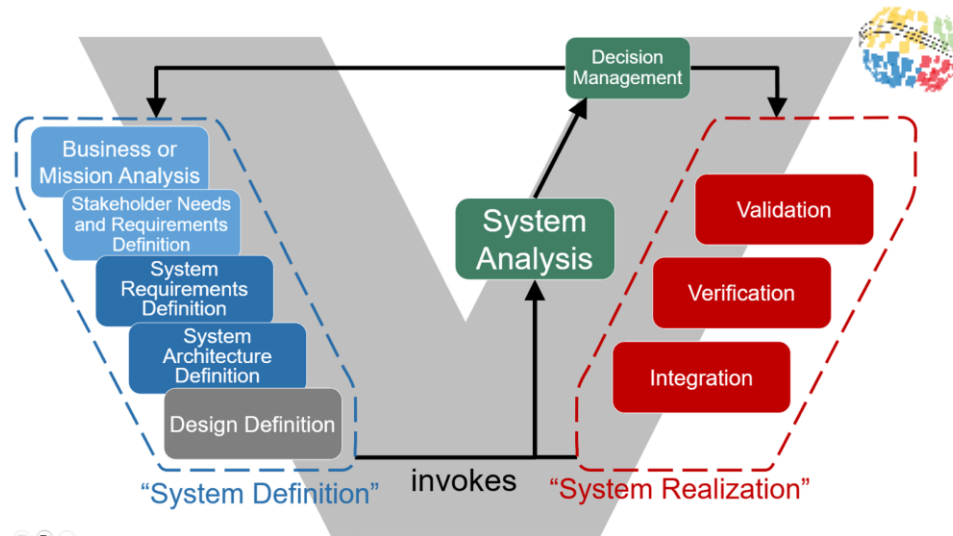 Decision
Management
Business or
Mission Analysis
Stakeholder Needs
and Requirements
Definition
System
Requirements
Definition
System
Architecture
Definition
Design Definition
System
Analysis
Validation
Verification
Integration
invokes
“System Definition”
“System Realization”